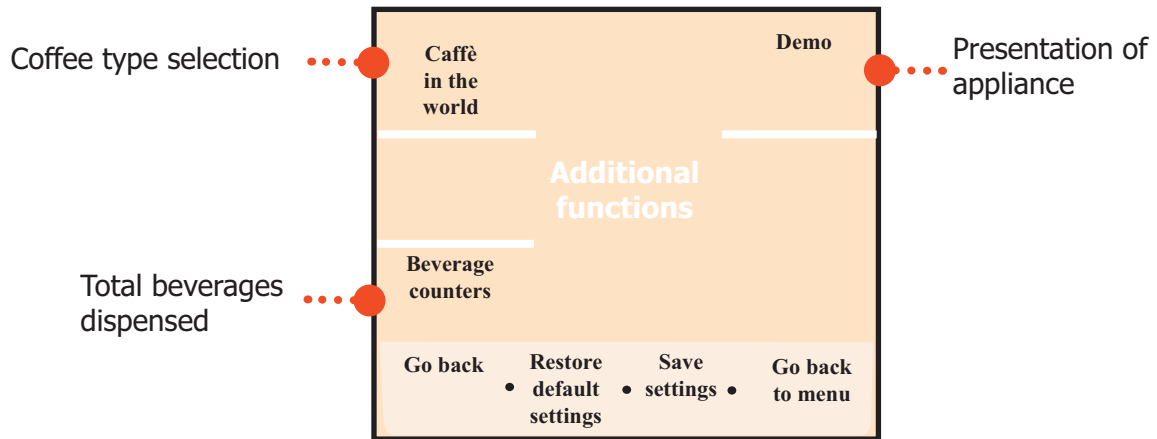 Coffee type selection
Caffè
in the
world
Demo
Presentation of
appliance
Additional
functions
Total beverages
dispensed
Beverage
counters
Go back
Restore
default
settings
Save
settings
Go back
to menu